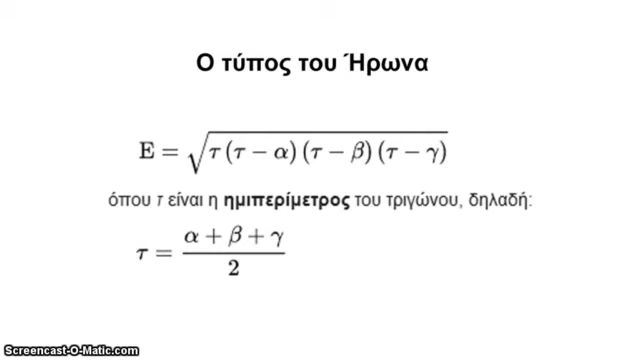 Ο τύπος του Ήρωνα
Ε = √τ (τ − α) (τ − β) (τ − γ)
όπου τ είναι η ημιπερίμετρος του τριγώνου, δηλαδή:
τ = (α + β + γ) / 2
Screencast-O-Matic.com